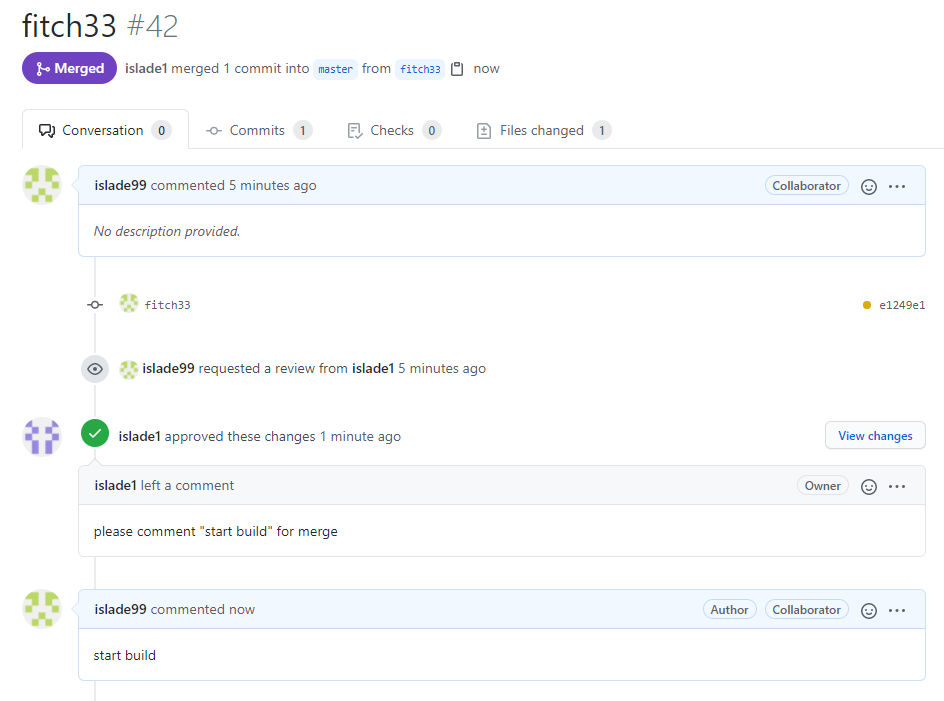 fitch33 #42
Merged islade1 merged 1 commit into master from fitch33 now
Conversation 0 Commits 1 Checks 0 Files changed 1
islade99 commented 5 minutes ago Collaborator
No description provided.
fitch33 e1249e1
islade99 requested a review from islade1 5 minutes ago
islade1 approved these changes 1 minute ago View changes
islade1 left a comment Owner
please comment "start build" for merge
islade99 commented now Author Collaborator
start build